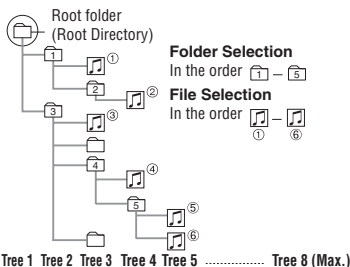 Root folder
(Root Directory)
Folder Selection
In the order 1 – 5
File Selection
In the order –
① ⑥
1
①
2
②
3
③
4
④
5
⑤
⑥
Tree 1 Tree 2 Tree 3 Tree 4 Tree 5 ................ Tree 8 (Max.)